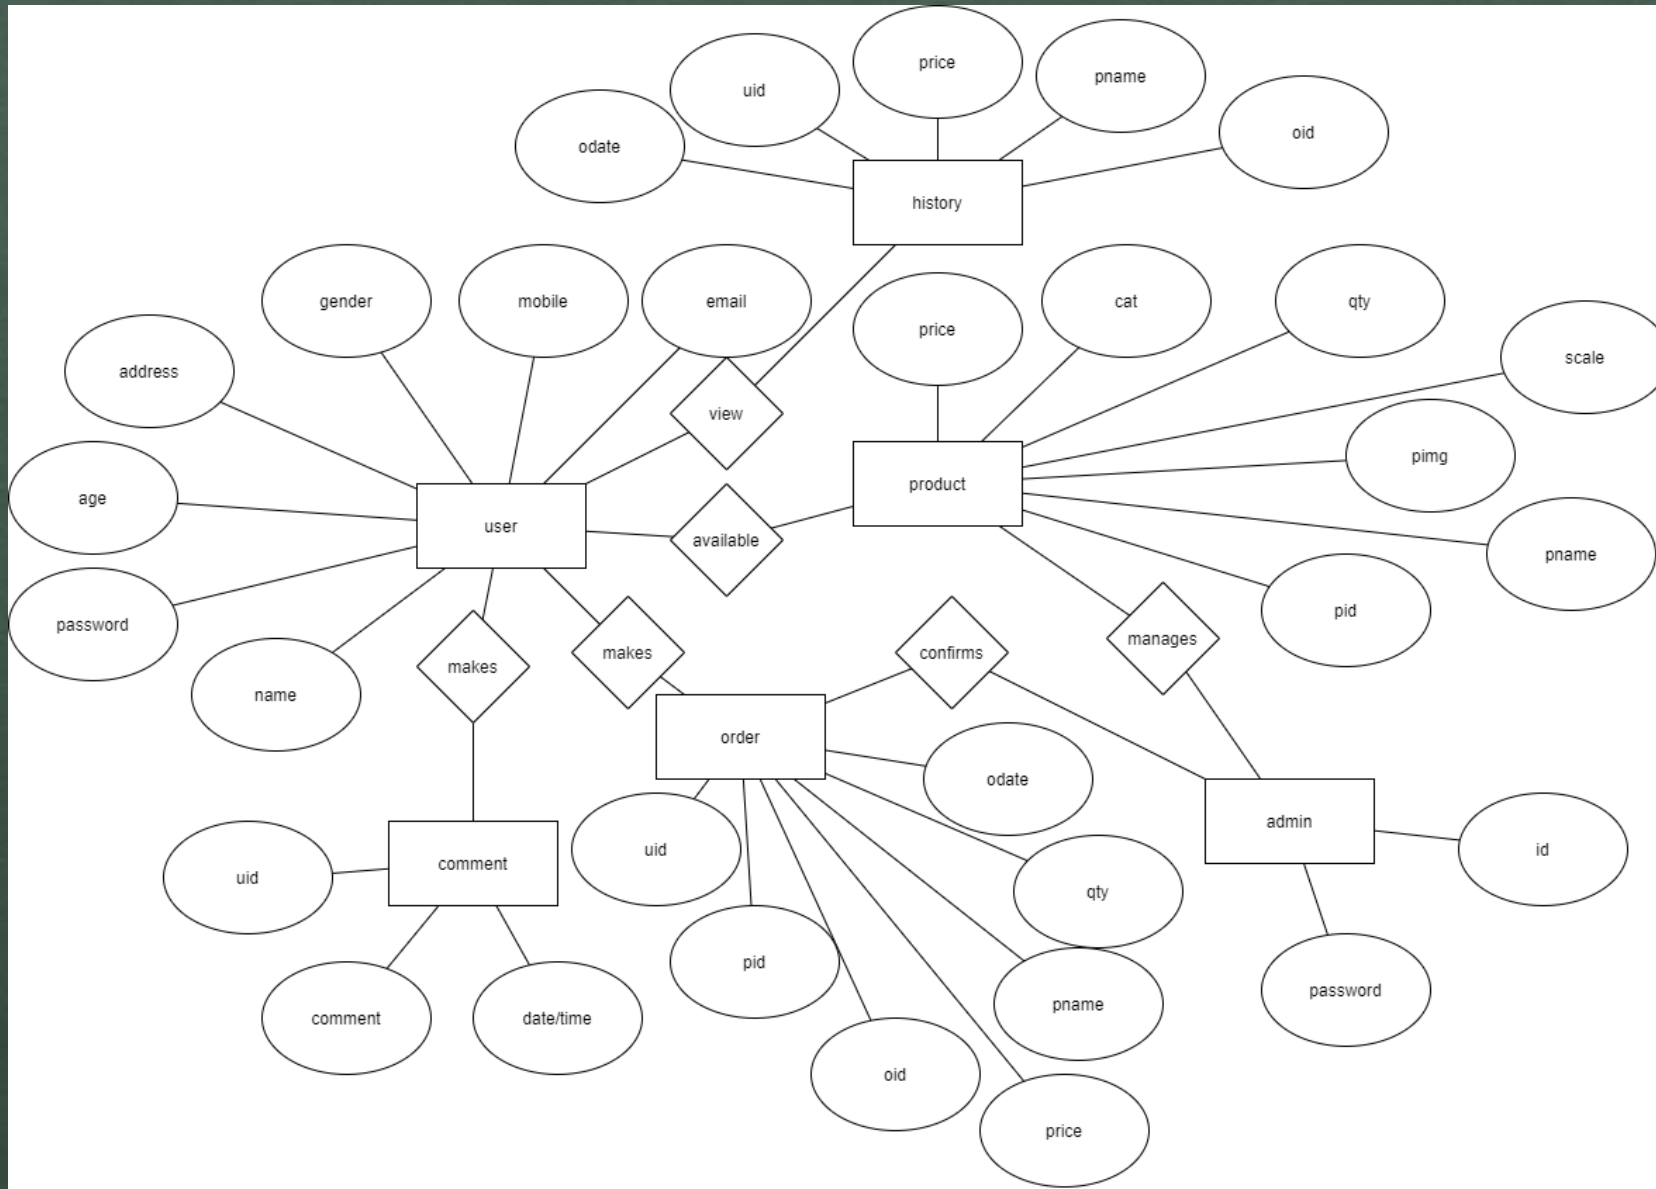 price
pname
uid
oid
odate
history
gender
mobile
email
cat
qty
price
scale
address
view
pimg
product
age
user
available
pname
pid
password
manages
makes
makes
confirms
name
order
odate
admin
uid
id
comment
uid
qty
pid
password
pname
comment
date/time
oid
price